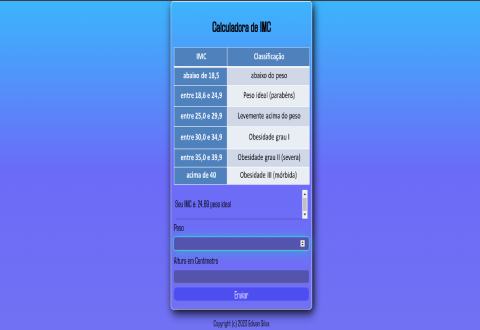 Calculadora de IMC
IMC Classificação
abaixo de 18,5 abaixo do peso
entre 18,6 e 24,9 Peso ideal (parabéns)
entre 25,0 e 29,9 Levemente acima do peso
entre 30,0 e 34,9 Obesidade grau I
entre 35,0 e 39,9 Obesidade grau II (severa)
acima de 40 Obesidade III (mórbida)
Seu IMC é: 24.69 peso ideal
Peso
Altura em Centímetro
Enviar
Copyright (c) 2023 Edvan Silva